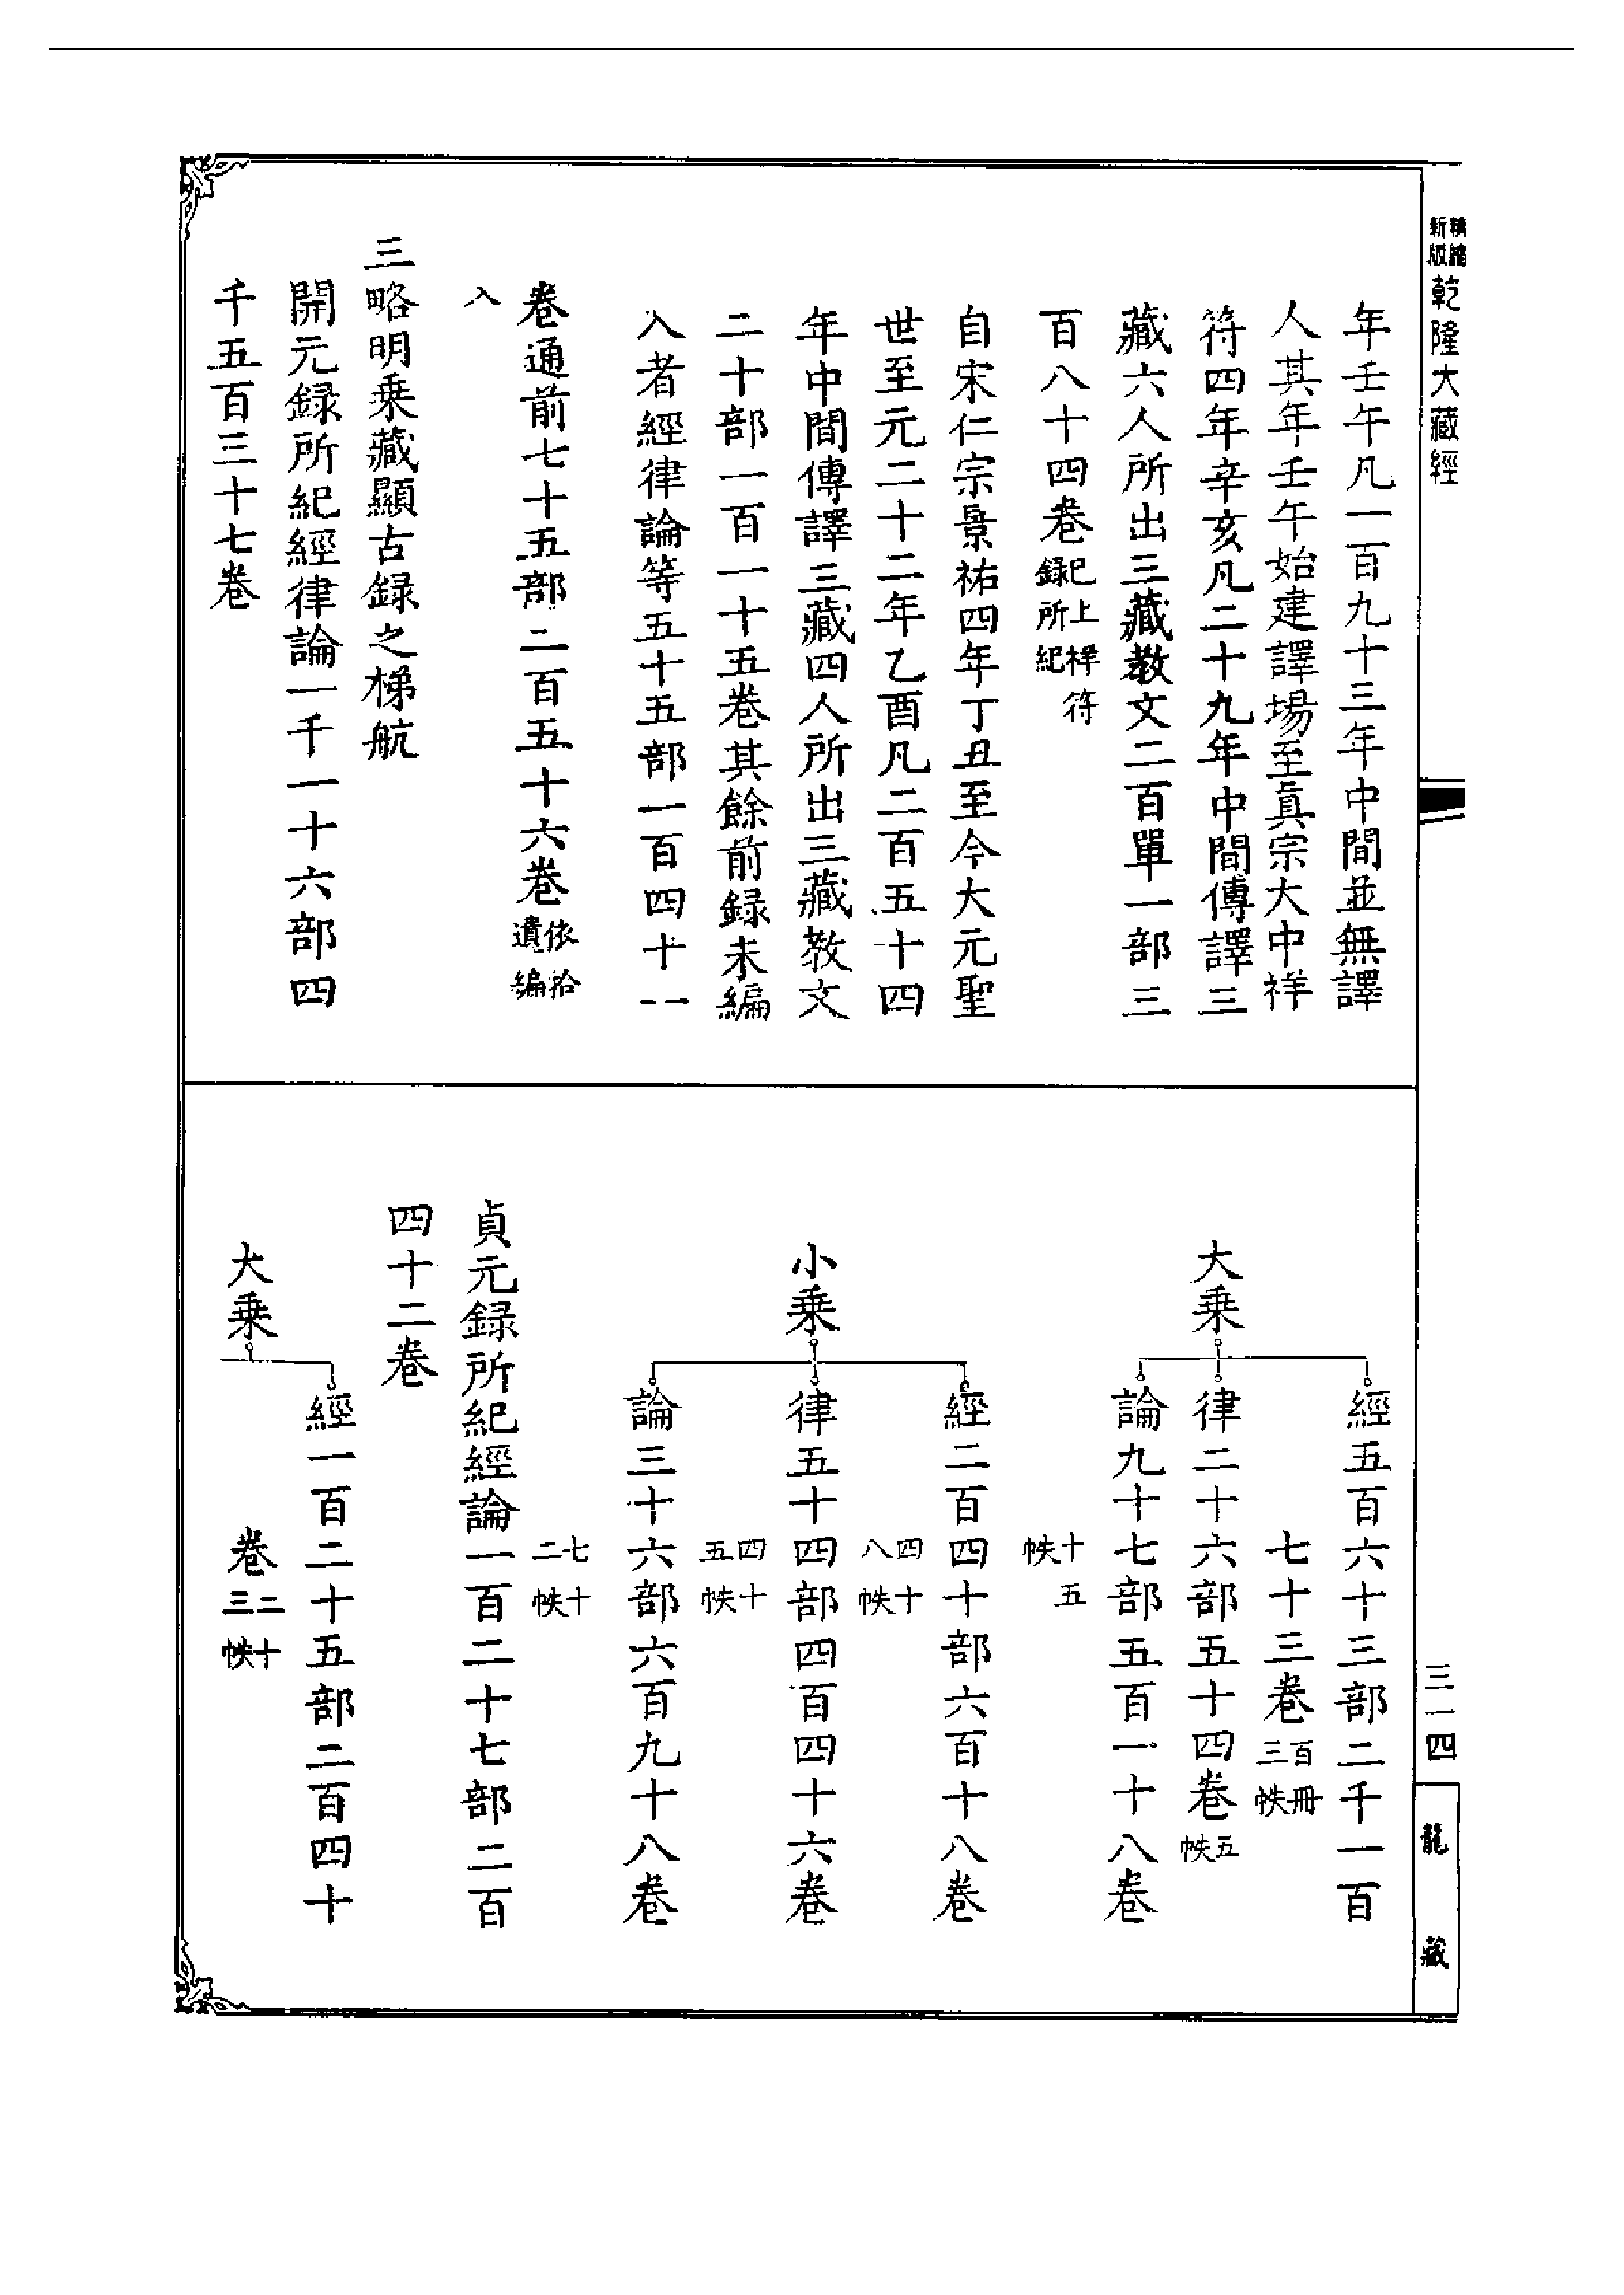 精縮新版乾隆大藏經
年壬午凡一百九十三年中間並無譯
人其年壬午始建譯場至真宗大中祥
符四年辛亥凡二十九年中間傳譯三
藏六人所出三藏教文二百單一部三
百八十四卷已上祥符録所紀
自宋仁宗景祐四年丁丑至今大元聖
世至元二十二年乙酉凡二百五十四
年中間傳譯三藏四人所出三藏教文
二十部一百一十五卷其餘前録未編
入者經律論等五十五部一百四十一
卷通前七十五部二百五十六卷依拾遺編
入
三略明乗藏顯古録之梯航
開元録所紀經律論一千一十六部四
千五百三十七卷
大乗
經五百六十三部二千一百
七十三卷百冊三帙
律二十六部五十四卷五帙
論九十七部五百一十八卷
十五帙
小乗
經二百四十部六百十八卷
四十八帙
律五十四部四百四十六卷
四十五帙
論三十六部六百九十八卷
七十二帙
貞元録所紀經論一百二十七部二百
四十二卷
大乗
經一百二十五部二百四十
卷二十三帙
三一四
龍藏